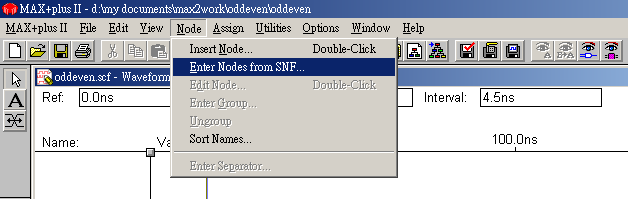 MAX+plus II - d:\my documents\max2work\oddeven\oddeven
MAX+plus II File Edit View Node Assign Utilities Options Window Help
Insert Node... Double-Click
Enter Nodes from SNF...
Edit Node... Double-Click
Enter Group...
Ungroup
Sort Names...
Enter Separator...
oddeven.scf - Waveform
Ref: 0.0ns Interval: 4.5ns
Name: Va 100.0ns